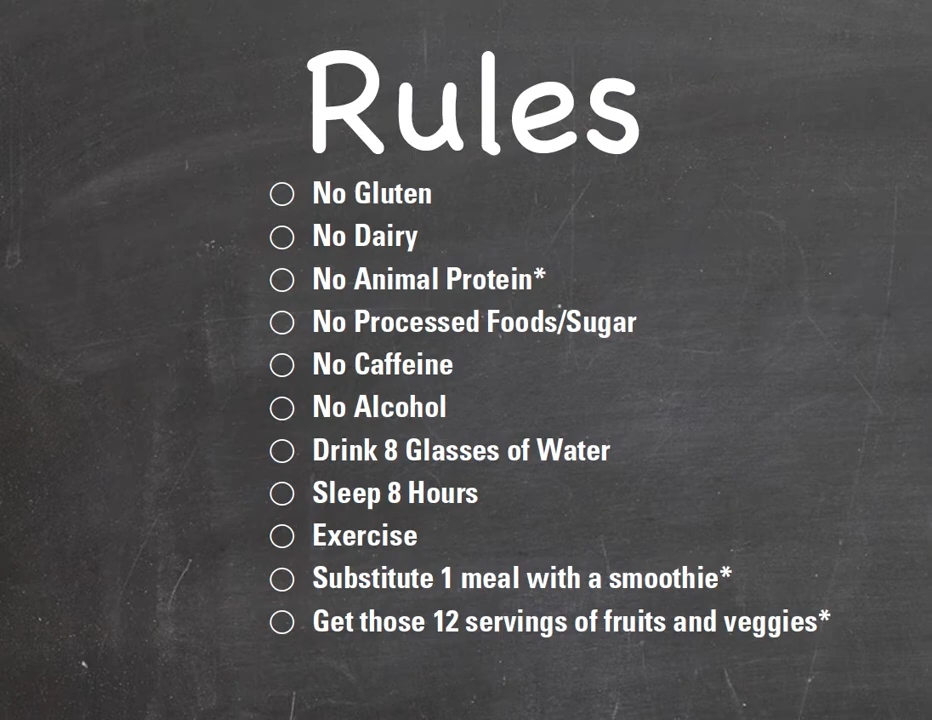 Rules
No Gluten
No Dairy
No Animal Protein*
No Processed Foods/Sugar
No Caffeine
No Alcohol
Drink 8 Glasses of Water
Sleep 8 Hours
Exercise
Substitute 1 meal with a smoothie*
Get those 12 servings of fruits and veggies*